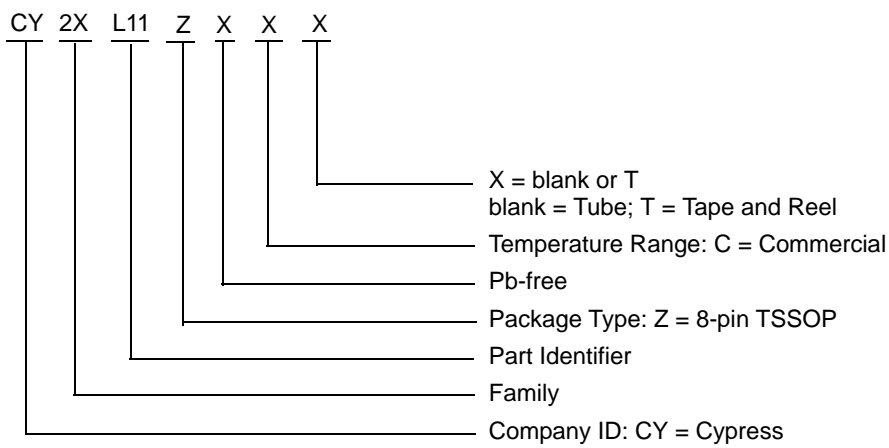 CY 2X L11 Z X X X
X = blank or T
blank = Tube; T = Tape and Reel
Temperature Range: C = Commercial
Pb-free
Package Type: Z = 8-pin TSSOP
Part Identifier
Family
Company ID: CY = Cypress